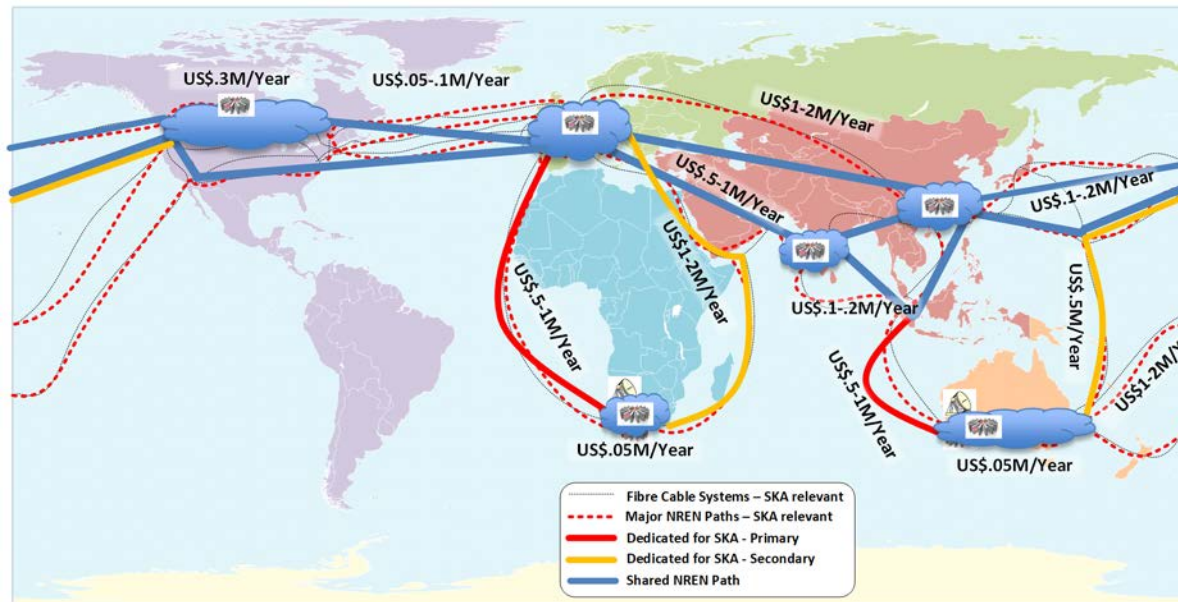 US$.3M/Year
US$.05-.1M/Year
US$1-2M/Year
US$.5-1M/Year
US$.1-.2M/Year
US$1-2M/Year
US$.5-1M/Year
US$.1-.2M/Year
US$.5M/Year
US$.5-1M/Year
US$1-2M/Y
US$.05M/Year
US$.05M/Year
Fibre Cable Systems – SKA relevant
Major NREN Paths – SKA relevant
Dedicated for SKA - Primary
Dedicated for SKA - Secondary
Shared NREN Path